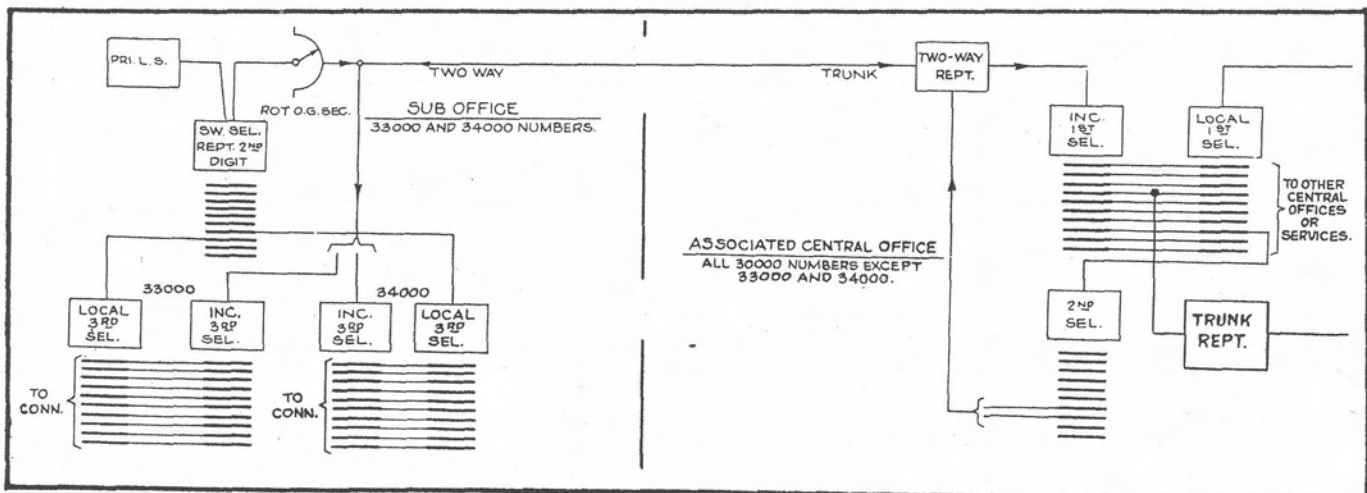 PRI. L. S.
ROT O.G. SEC.
TWO WAY
TRUNK
TWO-WAY
REPT.
SUB OFFICE
33000 AND 34000 NUMBERS.
SW. SEL.
REPT. 2ND
DIGIT
INC.
1ST
SEL.
LOCAL
1ST
SEL.
TO OTHER
CENTRAL
OFFICES
OR
SERVICES.
ASSOCIATED CENTRAL OFFICE
ALL 30000 NUMBERS EXCEPT
33000 AND 34000.
33000
34000
LOCAL
3RD
SEL.
INC.
3RD
SEL.
INC.
3RD
SEL.
LOCAL
3RD
SEL.
2ND
SEL.
TRUNK
REPT.
TO
CONN.
TO
CONN.